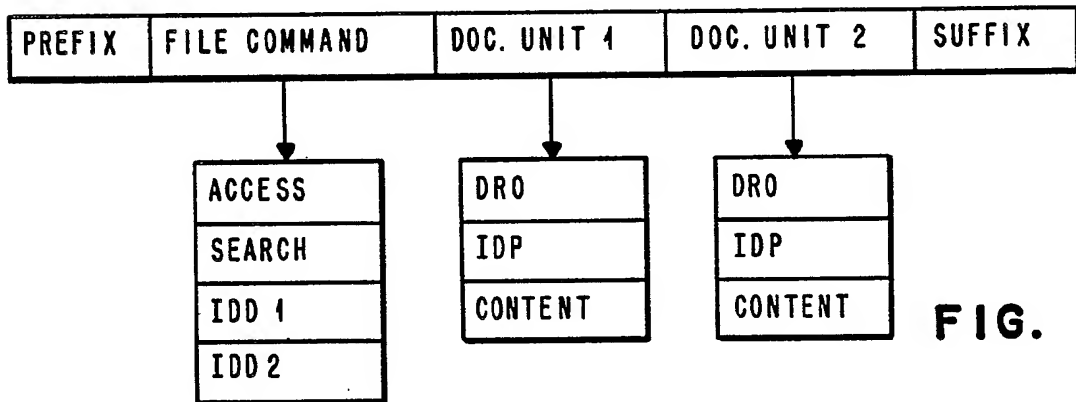 PREFIX FILE COMMAND DOC. UNIT 1 DOC. UNIT 2 SUFFIX
ACCESS
SEARCH
IDD 1
IDD 2
DRO
IDP
CONTENT
DRO
IDP
CONTENT
FIG.